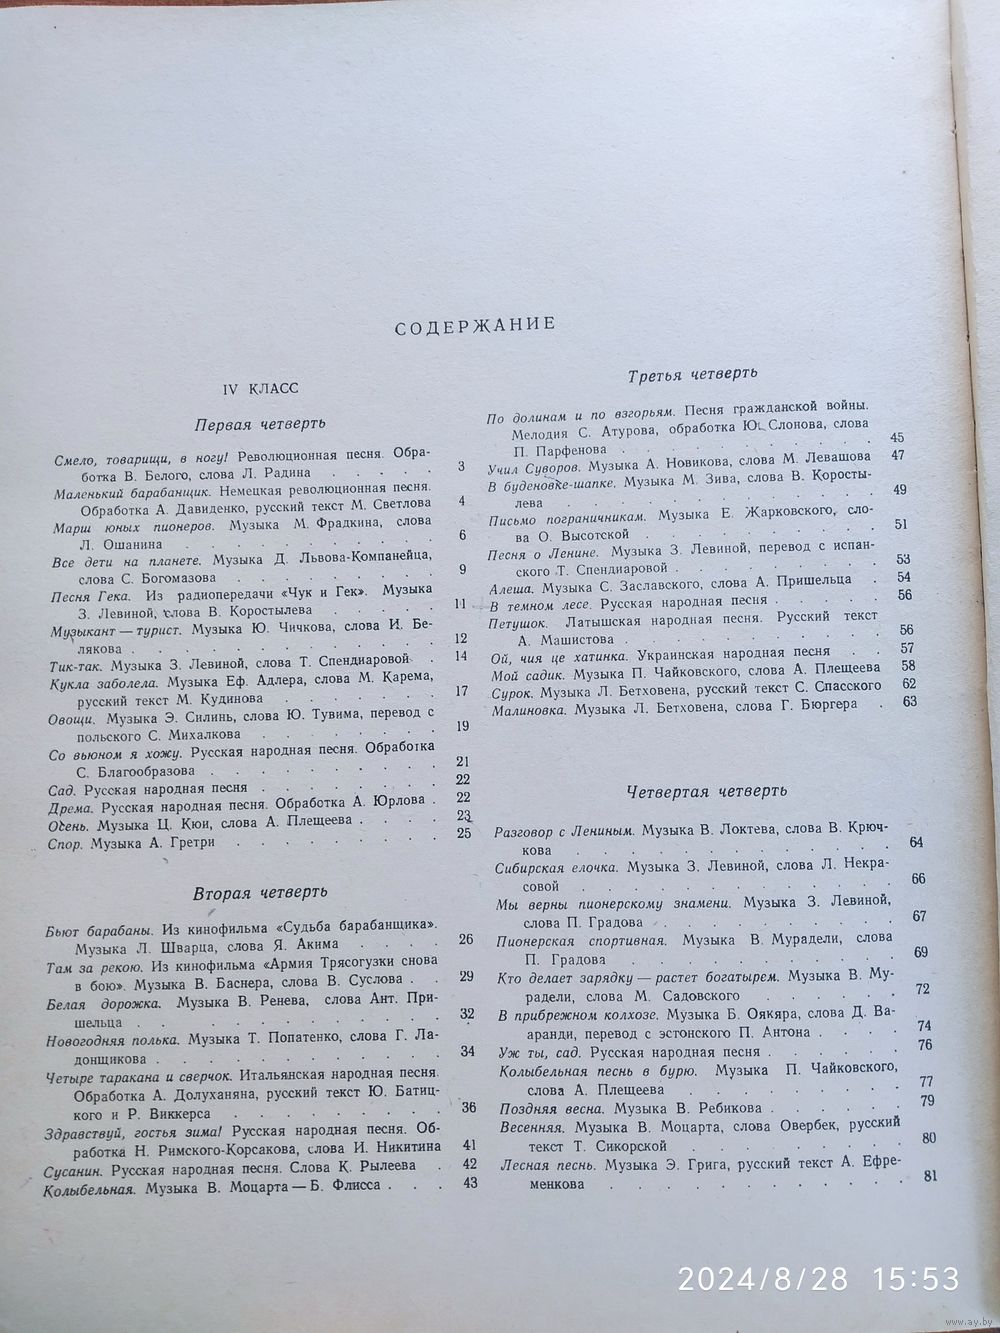 СОДЕРЖАНИЕ
IV КЛАСС
Первая четверть
Смело, товарищи, в ногу! Революционная песня. Обра-
ботка В. Белого, слова Л. Радина . . . . . 3
Маленький барабанщик. Немецкая революционная песня.
Обработка А. Давиденко, русский текст М. Светлова 4
Марш юных пионеров. Музыка М. Фрадкина, слова
Л. Ошанина . . . . . . . . . . . 6
Все дети на планете. Музыка Д. Львова-Компанейца,
слова С. Богомазова . . . . . . . . . 9
Песня Гека. Из радиопередачи «Чук и Гек». Музыка
З. Левиной, слова В. Коростылева . . . . . 11
Музыкант — турист. Музыка Ю. Чичкова, слова И. Бе-
лякова . . . . . . . . . . . . . 12
Тик-так. Музыка З. Левиной, слова Т. Спендиаровой . 14
Кукла заболела. Музыка Еф. Адлера, слова М. Карема,
русский текст М. Кудинова . . . . . . . 17
Овощи. Музыка Э. Силинь, слова Ю. Тувима, перевод с
польского С. Михалкова . . . . . . . . 19
Со вьюном я хожу. Русская народная песня. Обработка
С. Благообразова . . . . . . . . . . 21
Сад. Русская народная песня . . . . . . . 22
Дрема. Русская народная песня. Обработка А. Юрлова . 22
Осень. Музыка Ц. Кюи, слова А. Плещеева . . . . 23
Спор. Музыка А. Гретри . . . . . . . . 25
Вторая четверть
Бьют барабаны. Из кинофильма «Судьба барабанщика».
Музыка Л. Шварца, слова Я. Акима . . . . 26
Там за рекою. Из кинофильма «Армия Трясогузки снова
в бою». Музыка В. Баснера, слова В. Суслова . . 29
Белая дорожка. Музыка В. Ренева, слова Ант. При-
шельца . . . . . . . . . . . . . 32
Новогодняя полька. Музыка Т. Попатенко, слова Г. Ла-
донщикова . . . . . . . . . . . . 34
Четыре таракана и сверчок. Итальянская народная песня.
Обработка А. Долуханяна, русский текст Ю. Батиц-
кого и Р. Виккерса . . . . . . . . . 36
Здравствуй, гостья зима! Русская народная песня. Об-
работка Н. Римского-Корсакова, слова И. Никитина 41
Сусанин. Русская народная песня. Слова К. Рылеева . 42
Колыбельная. Музыка В. Моцарта — Б. Флисса . . . 43
Третья четверть
По долинам и по взгорьям. Песня гражданской войны.
Мелодия С. Атурова, обработка Ю. Слонова, слова
П. Парфенова . . . . . . . . . . . 45
Учил Суворов. Музыка А. Новикова, слова М. Левашова 47
В буденовке-шапке. Музыка М. Зива, слова В. Коросты-
лева . . . . . . . . . . . . . . 49
Письмо пограничникам. Музыка Е. Жарковского, сло-
ва О. Высотской . . . . . . . . . . 51
Песня о Ленине. Музыка З. Левиной, перевод с испан-
ского Т. Спендиаровой . . . . . . . . . 53
Алеша. Музыка С. Заславского, слова А. Пришельца . 54
В темном лесе. Русская народная песня . . . . . 56
Петушок. Латышская народная песня. Русский текст
А. Машистова . . . . . . . . . . . 56
Ой, чия це хатинка. Украинская народная песня . . 57
Мой садик. Музыка П. Чайковского, слова А. Плещеева 58
Сурок. Музыка Л. Бетховена, русский текст С. Спасского 62
Малиновка. Музыка Л. Бетховена, слова Г. Бюргера . 63
Четвертая четверть
Разговор с Лениным. Музыка В. Локтева, слова В. Крюч-
кова . . . . . . . . . . . . . . 64
Сибирская елочка. Музыка З. Левиной, слова Л. Некра-
совой . . . . . . . . . . . . . 66
Мы верны пионерскому знамени. Музыка З. Левиной,
слова П. Градова . . . . . . . . . . 67
Пионерская спортивная. Музыка В. Мурадели, слова
П. Градова . . . . . . . . . . . . 69
Кто делает зарядку — растет богатырем. Музыка В. Му-
радели, слова М. Садовского . . . . . . 72
В прибрежном колхозе. Музыка Б. Оякяра, слова Д. Ва-
аранди, перевод с эстонского П. Антона . . . . 74
Уж ты, сад. Русская народная песня . . . . . . 76
Колыбельная песнь в бурю. Музыка П. Чайковского,
слова А. Плещеева . . . . . . . . . 77
Поздняя весна. Музыка В. Ребикова . . . . . . 79
Весенняя. Музыка В. Моцарта, слова Овербек, русский
текст Т. Сикорской . . . . . . . . . 80
Лесная песнь. Музыка Э. Грига, русский текст А. Ефре-
менкова . . . . . . . . . . . . 81
2024/8/28 15:53
www.ay.by